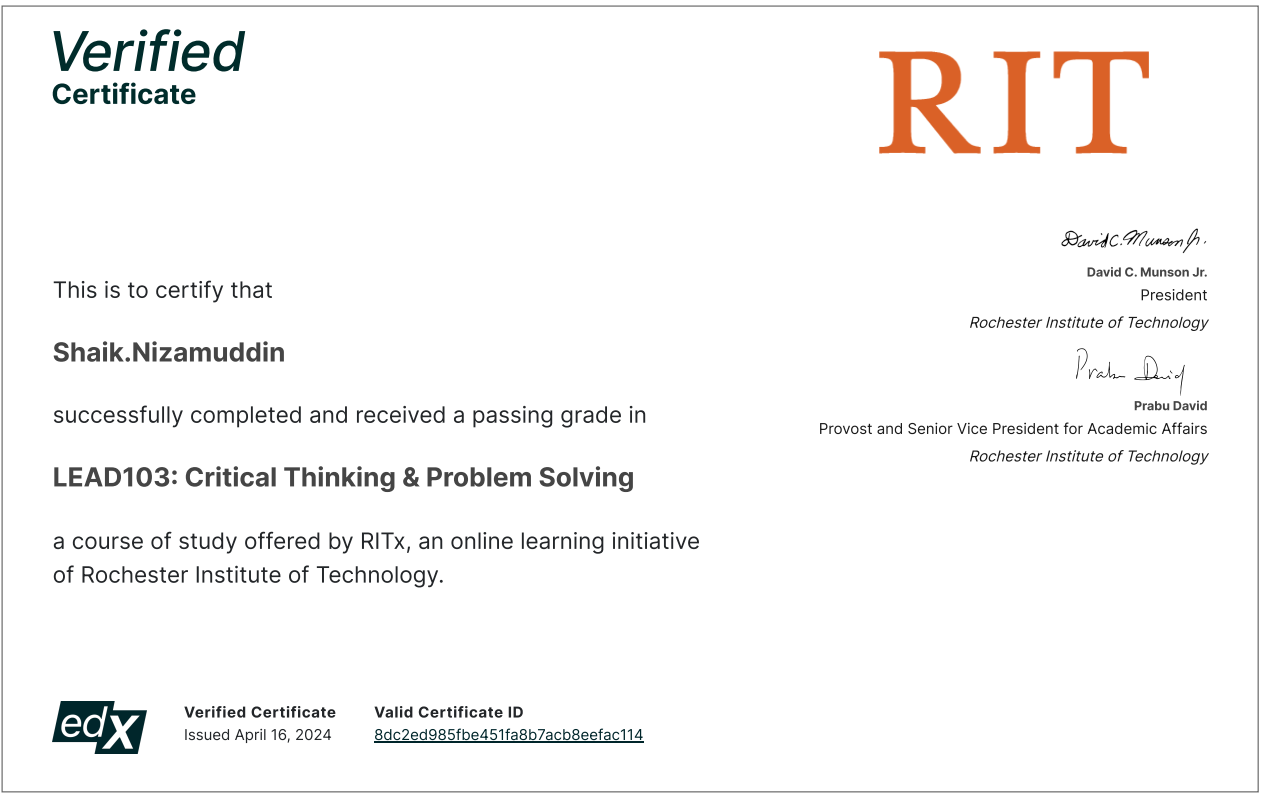 Verified
Certificate
RIT
This is to certify that
Shaik.Nizamuddin
successfully completed and received a passing grade in
LEAD103: Critical Thinking & Problem Solving
a course of study offered by RITx, an online learning initiative
of Rochester Institute of Technology.
David C. Munson Jr.
David C. Munson Jr.
President
Rochester Institute of Technology
Prabu David
Prabu David
Provost and Senior Vice President for Academic Affairs
Rochester Institute of Technology
edX
Verified Certificate
Issued April 16, 2024
Valid Certificate ID
8dc2ed985fbe451fa8b7acb8eefac114